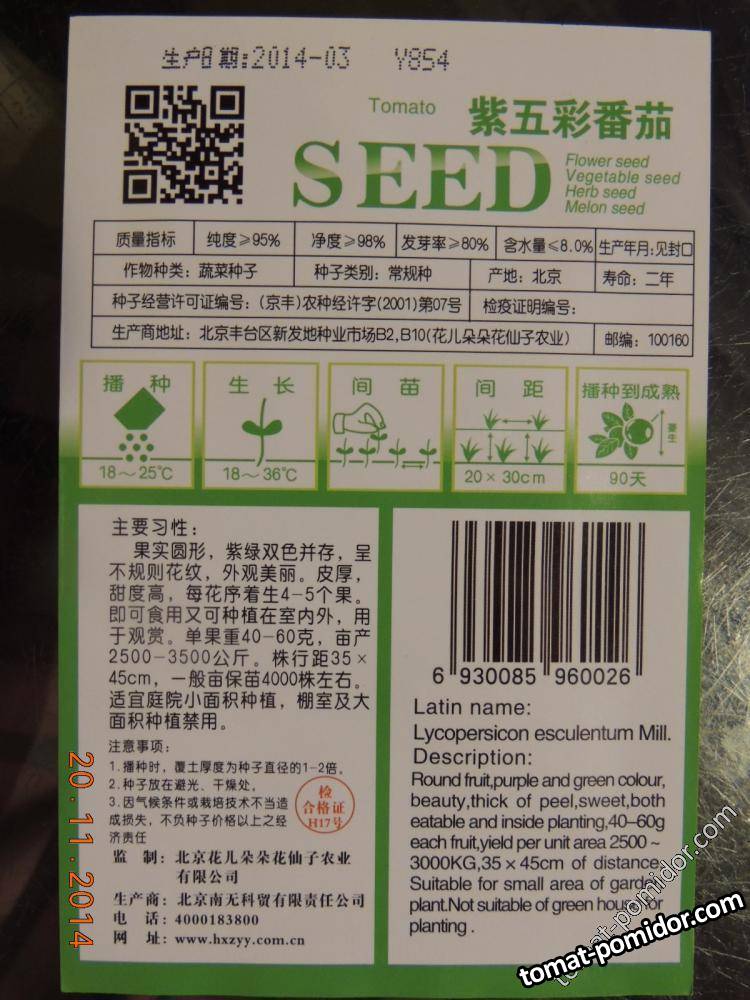 生产日期:2014-03 Y854
Tomato 紫五彩番茄
SEED
Flower seed
Vegetable seed
Herb seed
Melon seed
质量指标 纯度≥95% 净度≥98% 发芽率≥80% 含水量≤8.0% 生产年月:见封口
作物种类：蔬菜种子 种子类别：常规种 产地：北京 寿命：二年
种子经营许可证编号：(京丰)农种经许字(2001)第07号 检疫证明编号：
生产商地址：北京丰台区新发地种业市场B2,B10(花儿朵朵花仙子农业) 邮编：100160
播种 生长 间苗 间距 播种到成熟
18～25℃ 18～36℃ 20×30cm 90天
主要习性：
果实圆形，紫绿双色并存，呈
不规则花纹，外观美丽。皮厚，
甜度高，每花序着生4-5个果。
即可食用又可种植在室内外，用
于观赏。单果重40-60克，亩产
2500-3500公斤。株行距35×
45cm，一般亩保苗4000株左右。
适宜庭院小面积种植，棚室及大
面积种植禁用。
注意事项：
1.播种时，覆土厚度为种子直径的1-2倍。
2.种子放在避光、干燥处。
3.因气候条件或栽培技术不当造
成损失，不负种子价格以上之经
济责任
检
合格证
H17号
监 制：北京花儿朵朵花仙子农业
有限公司
生产商：北京南无科贸有限责任公司
电 话：4000183800
网 址：www.hxzyy.com.cn
6 930085 960026
Latin name:
Lycopersicon esculentum Mill.
Description:
Round fruit,purple and green colour,
beauty,thick of peel,sweet,both
eatable and inside planting,40–60g
each fruit,yield per unit area 2500～
3000KG,35×45cm of distance.
Suitable for small area of garden
plant.Not suitable of green house for
planting .
20.11.2014
tomat-pomidor.com
tomat-pomidor.com